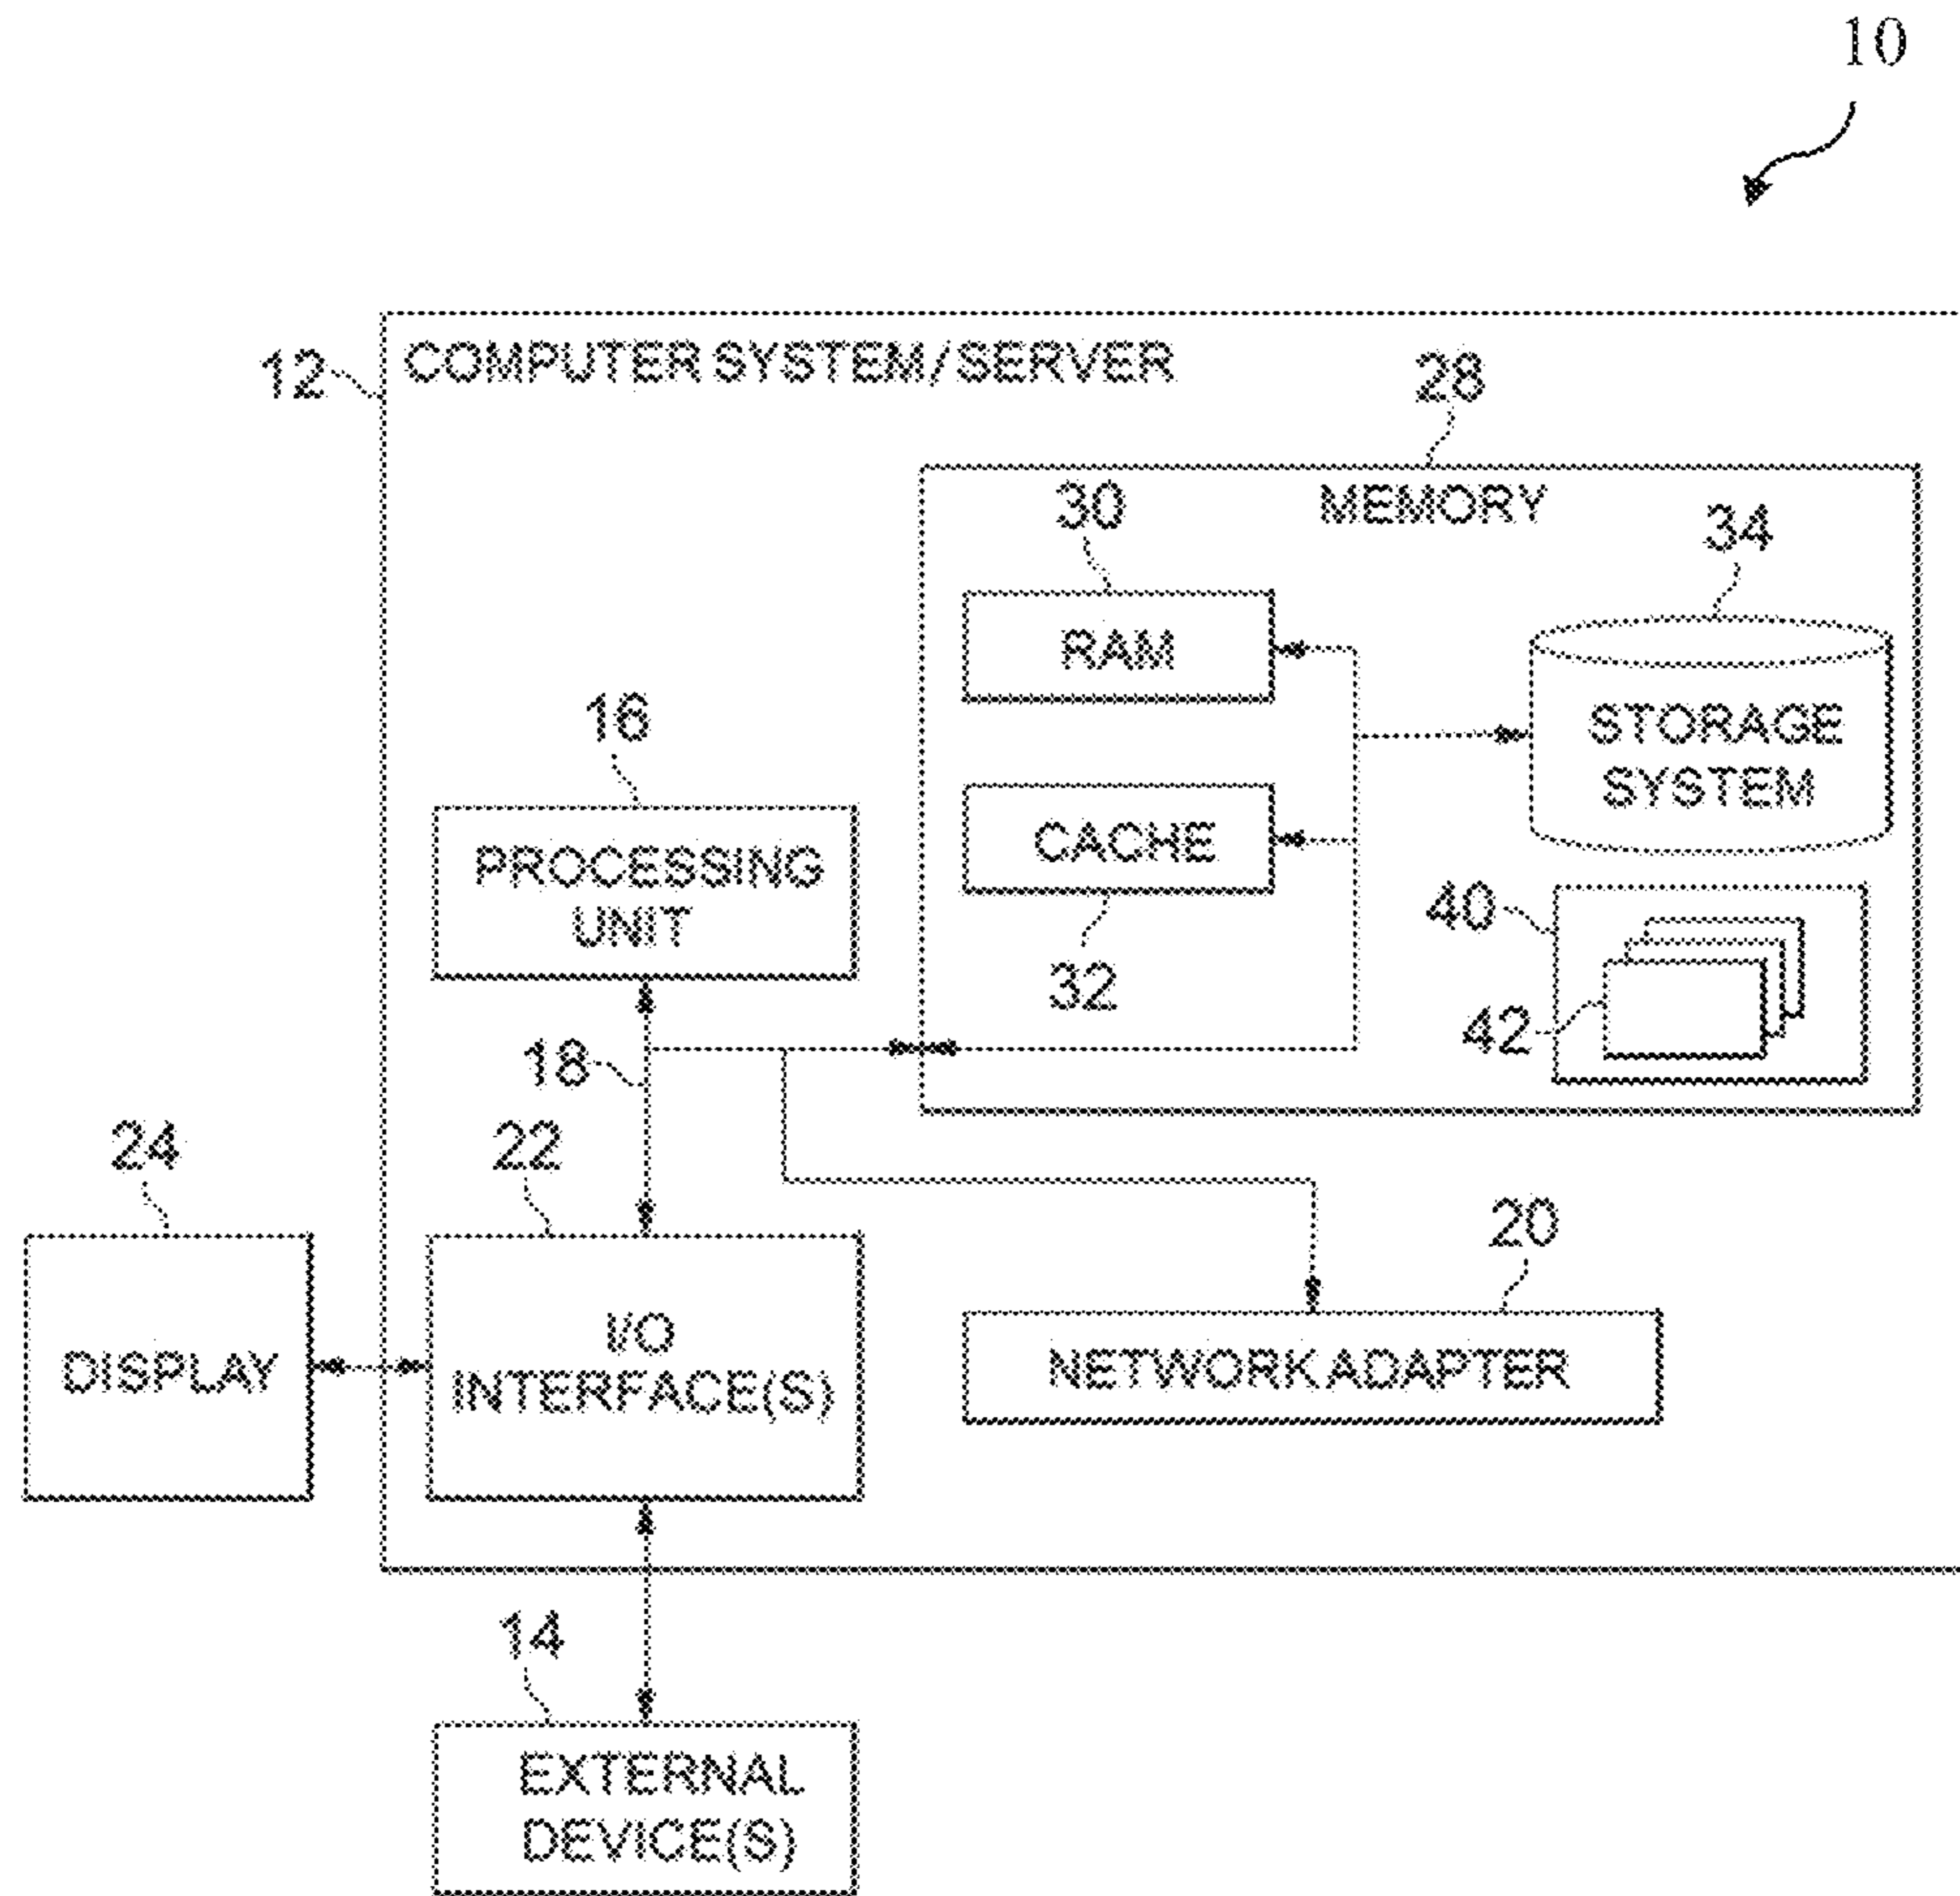 10
12
COMPUTER SYSTEM / SERVER
28
MEMORY
30
34
RAM
STORAGE
SYSTEM
16
PROCESSING
UNIT
CACHE
32
40
42
18
24
22
20
DISPLAY
I/O
INTERFACE(S)
NETWORK ADAPTER
14
EXTERNAL
DEVICE(S)